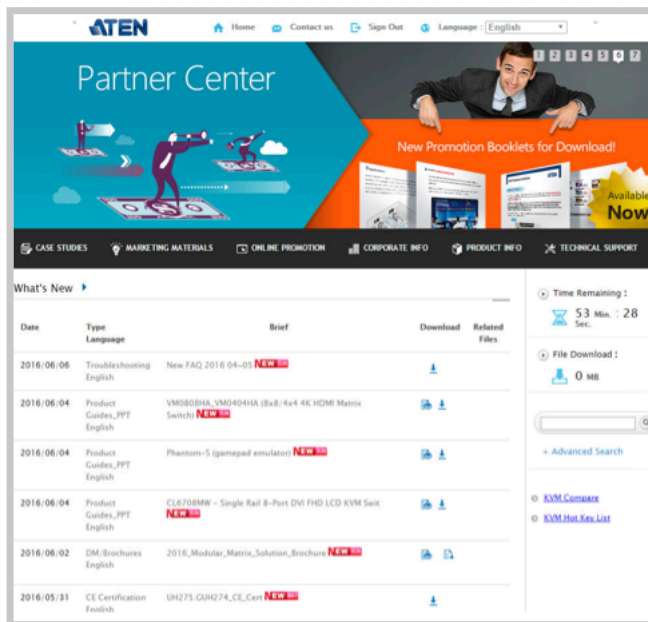 ATEN
Home Contact us Sign Out Language : English
Partner Center
1 2 3 4 5 6 7
New Promotion Booklets for Download!
Available
Now
CASE STUDIES MARKETING MATERIALS ONLINE PROMOTION CORPORATE INFO PRODUCT INFO TECHNICAL SUPPORT
What's New
Date Type Language Brief Download Related Files
2016/06/06 Troubleshooting English New FAQ 2016 04-05 NEW
2016/06/04 Product Guides_PPT English VM0808HA_VM0404HA (8x8/4x4 4K HDMI Matrix Switch) NEW
2016/06/04 Product Guides_PPT English Phantom-S (gamepad emulator) NEW
2016/06/04 Product Guides_PPT English CL6708MW - Single Rail 8-Port DVI FHD LCD KVM Swit NEW
2016/06/02 DM/Brochures English 2016_Modular_Matrix_Solution_Brochure NEW
2016/05/31 CE Certification English UH275.GUH274_CE_Cert NEW
Time Remaining :
53 Min. : 28 Sec.
File Download :
0 MB
+ Advanced Search
KVM Compare
KVM Hot Key List